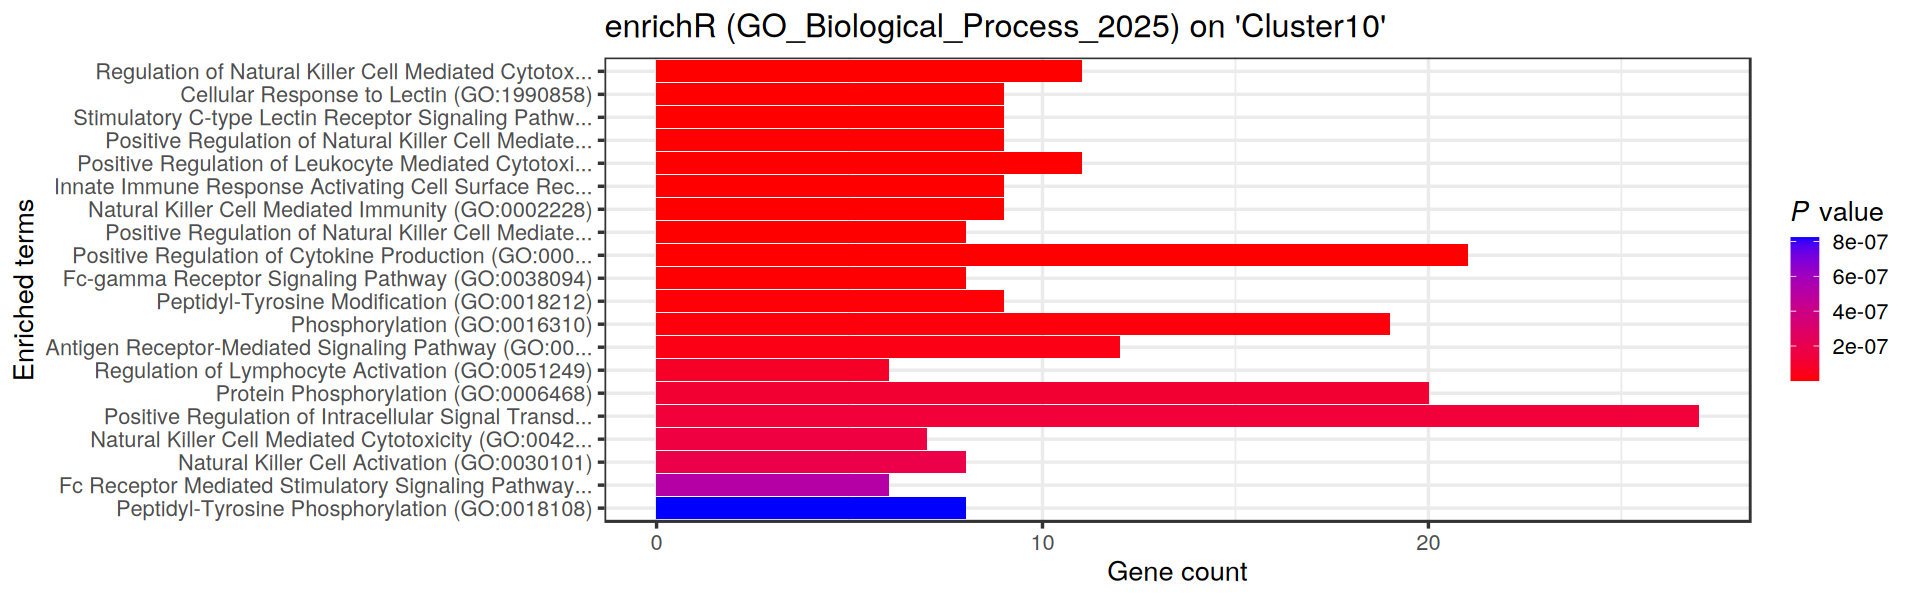 enrichR (GO_Biological_Process_2025) on 'Cluster10'
Regulation of Natural Killer Cell Mediated Cytotox...
Cellular Response to Lectin (GO:1990858)
Stimulatory C-type Lectin Receptor Signaling Pathw...
Positive Regulation of Natural Killer Cell Mediate...
Positive Regulation of Leukocyte Mediated Cytotoxi...
Innate Immune Response Activating Cell Surface Rec...
Natural Killer Cell Mediated Immunity (GO:0002228)
Positive Regulation of Natural Killer Cell Mediate...
Positive Regulation of Cytokine Production (GO:000...
Fc-gamma Receptor Signaling Pathway (GO:0038094)
Peptidyl-Tyrosine Modification (GO:0018212)
Phosphorylation (GO:0016310)
Antigen Receptor-Mediated Signaling Pathway (GO:00...
Regulation of Lymphocyte Activation (GO:0051249)
Protein Phosphorylation (GO:0006468)
Positive Regulation of Intracellular Signal Transd...
Natural Killer Cell Mediated Cytotoxicity (GO:0042...
Natural Killer Cell Activation (GO:0030101)
Fc Receptor Mediated Stimulatory Signaling Pathway...
Peptidyl-Tyrosine Phosphorylation (GO:0018108)
Enriched terms
0 10 20
Gene count
P value
8e-07
6e-07
4e-07
2e-07